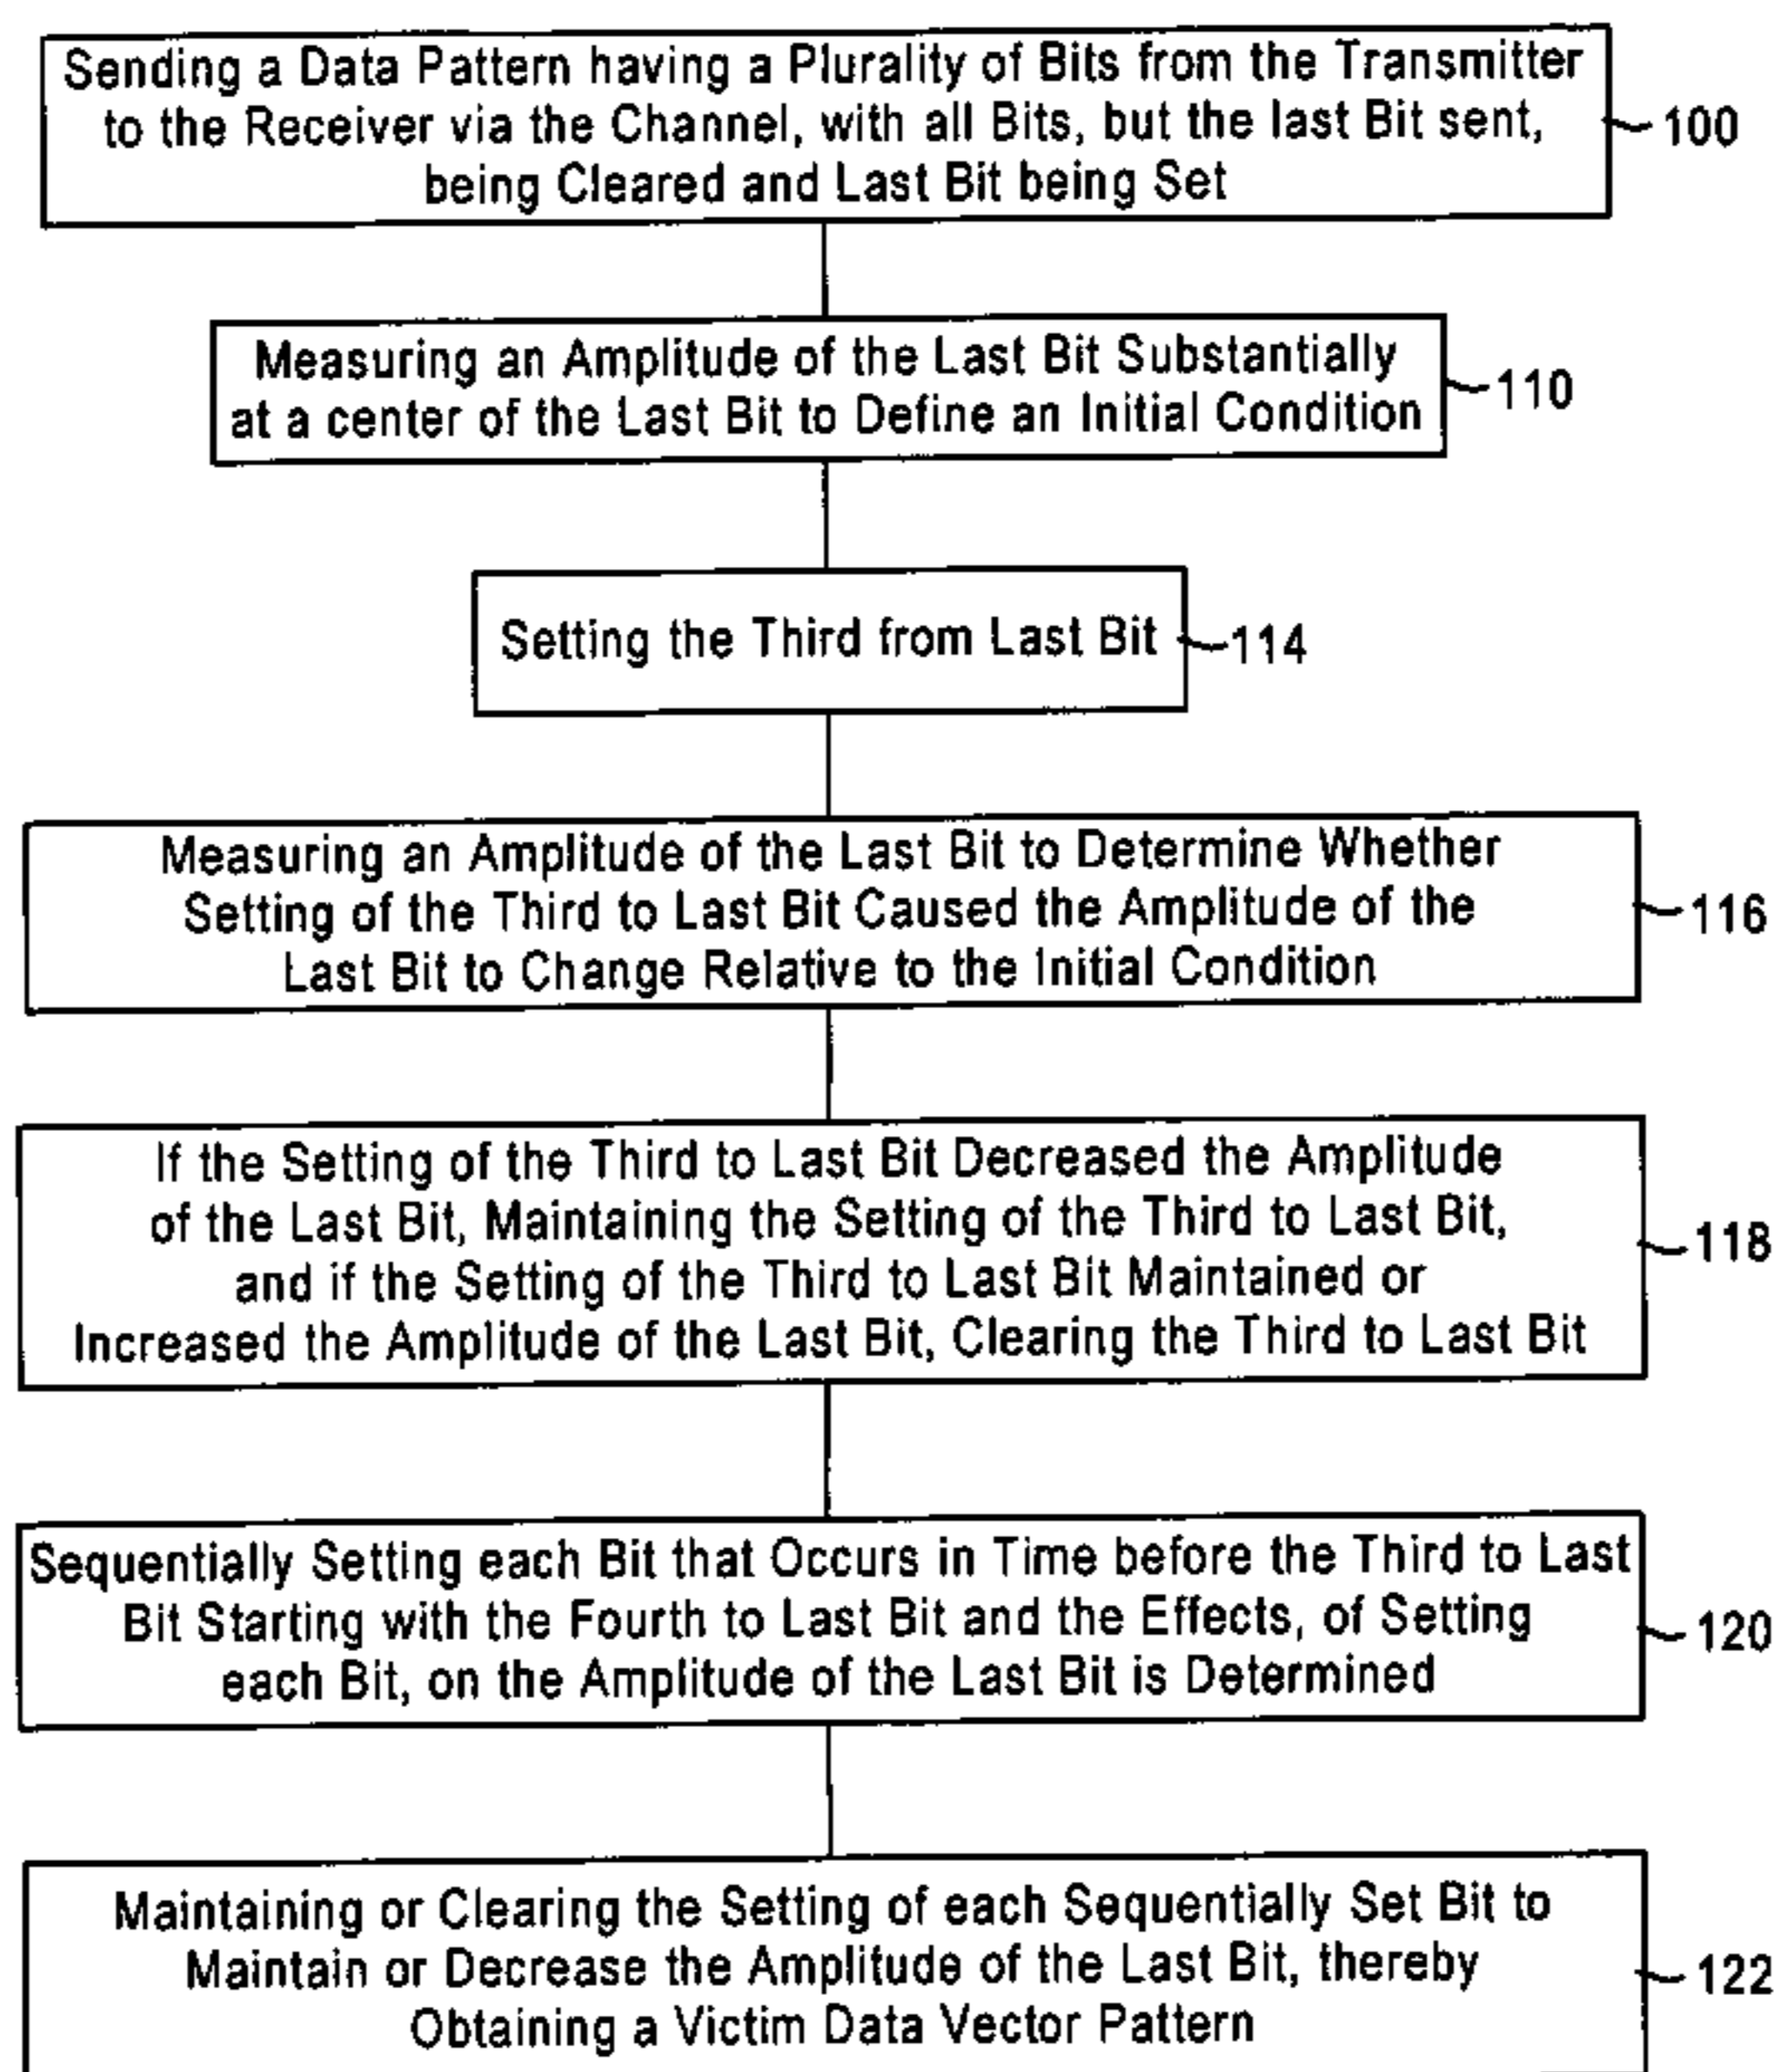 Sending a Data Pattern having a Plurality of Bits from the Transmitter
to the Receiver via the Channel, with all Bits, but the last Bit sent,
being Cleared and Last Bit being Set
100
Measuring an Amplitude of the Last Bit Substantially
at a center of the Last Bit to Define an Initial Condition
110
Setting the Third from Last Bit
114
Measuring an Amplitude of the Last Bit to Determine Whether
Setting of the Third to Last Bit Caused the Amplitude of the
Last Bit to Change Relative to the Initial Condition
116
If the Setting of the Third to Last Bit Decreased the Amplitude
of the Last Bit, Maintaining the Setting of the Third to Last Bit,
and if the Setting of the Third to Last Bit Maintained or
Increased the Amplitude of the Last Bit, Clearing the Third to Last Bit
118
Sequentially Setting each Bit that Occurs in Time before the Third to Last
Bit Starting with the Fourth to Last Bit and the Effects, of Setting
each Bit, on the Amplitude of the Last Bit is Determined
120
Maintaining or Clearing the Setting of each Sequentially Set Bit to
Maintain or Decrease the Amplitude of the Last Bit, thereby
Obtaining a Victim Data Vector Pattern
122